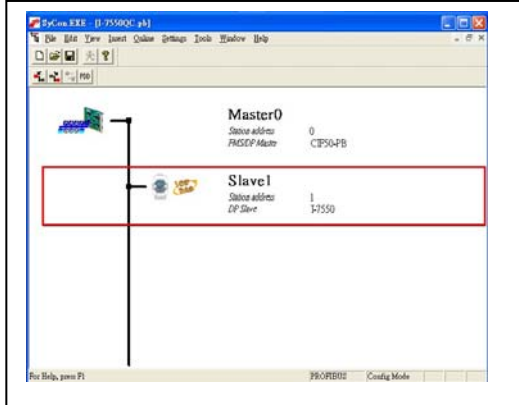 SyCon.EXE - [I-7550QC.pb]
File Edit View Insert Online Settings Tools Window Help
Master0
Station address 0
FMS/DP Master CIF50-PB
Slave1
Station address 1
DP Slave I-7550
For Help, press F1 PROFIBUS Config Mode